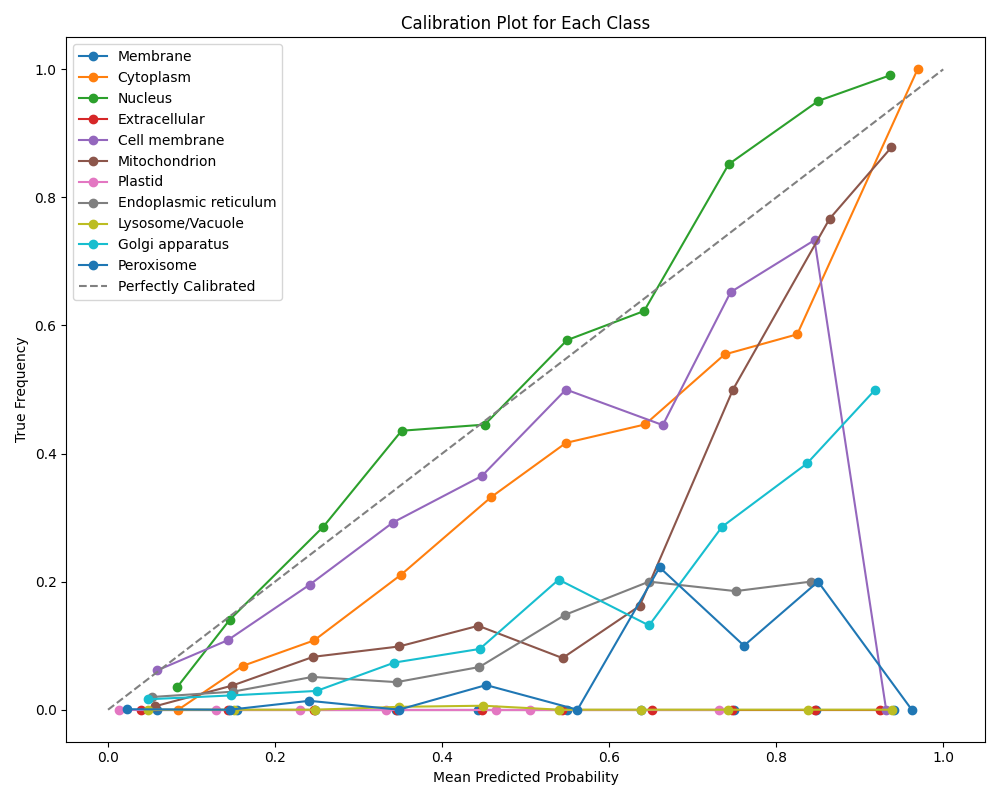 Calibration Plot for Each Class
Membrane
Cytoplasm
Nucleus
Extracellular
Cell membrane
Mitochondrion
Plastid
Endoplasmic reticulum
Lysosome/Vacuole
Golgi apparatus
Peroxisome
Perfectly Calibrated
True Frequency
1.0
0.8
0.6
0.4
0.2
0.0
0.0 0.2 0.4 0.6 0.8 1.0
Mean Predicted Probability